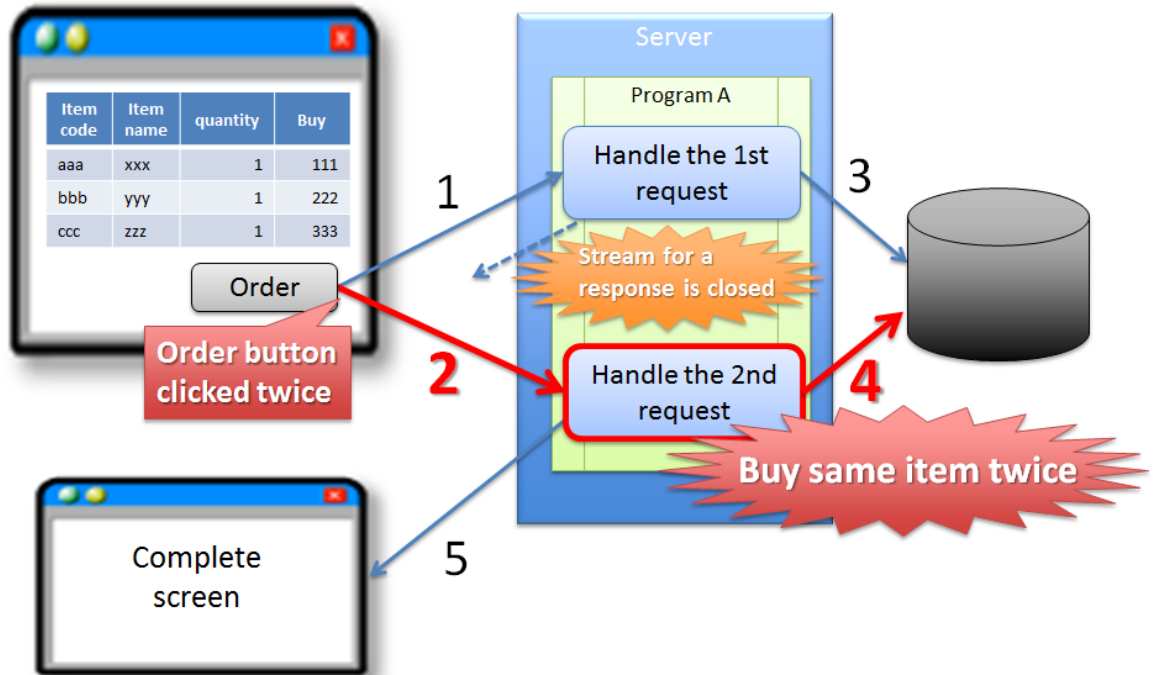 Server
Program A
Item code
Item name
quantity
Buy
aaa xxx 1 111
bbb yyy 1 222
ccc zzz 1 333
Order
Order button
clicked twice
1
Handle the 1st
request
3
Stream for a
response is closed
2
Handle the 2nd
request
4
Buy same item twice
5
Complete
screen